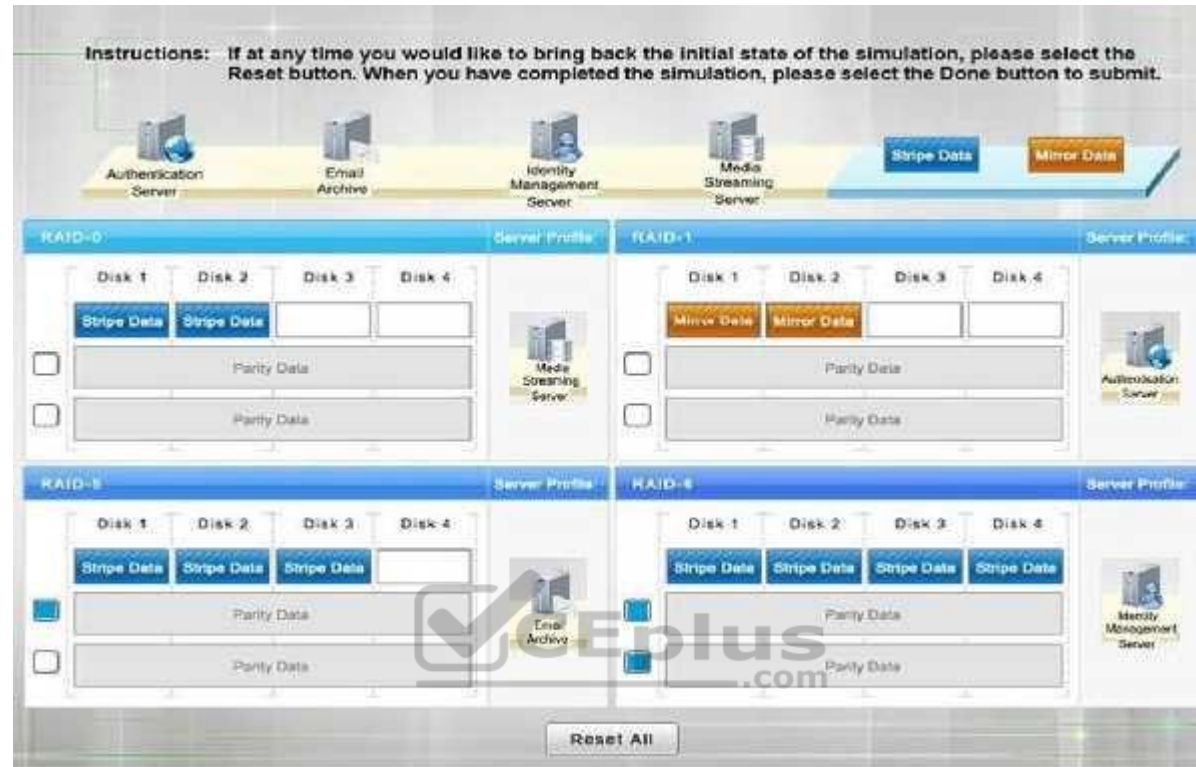 Instructions: If at any time you would like to bring back the initial state of the simulation, please select the
Reset button. When you have completed the simulation, please select the Done button to submit.
Authentication
Server
Email
Archive
Identity
Management
Server
Media
Streaming
Server
Stripe Data
Mirror Data
RAID-0
Server Profile:
Disk 1 Disk 2 Disk 3 Disk 4
Stripe Data Stripe Data
Parity Data
Parity Data
Media
Streaming
Server
RAID-1
Server Profile:
Disk 1 Disk 2 Disk 3 Disk 4
Mirror Data Mirror Data
Parity Data
Parity Data
Authentication
Server
RAID-5
Server Profile:
Disk 1 Disk 2 Disk 3 Disk 4
Stripe Data Stripe Data Stripe Data
Parity Data
Parity Data
Email
Archive
RAID-6
Server Profile:
Disk 1 Disk 2 Disk 3 Disk 4
Stripe Data Stripe Data Stripe Data Stripe Data
Parity Data
Parity Data
Identity
Management
Server
CEplus
.com
Reset All